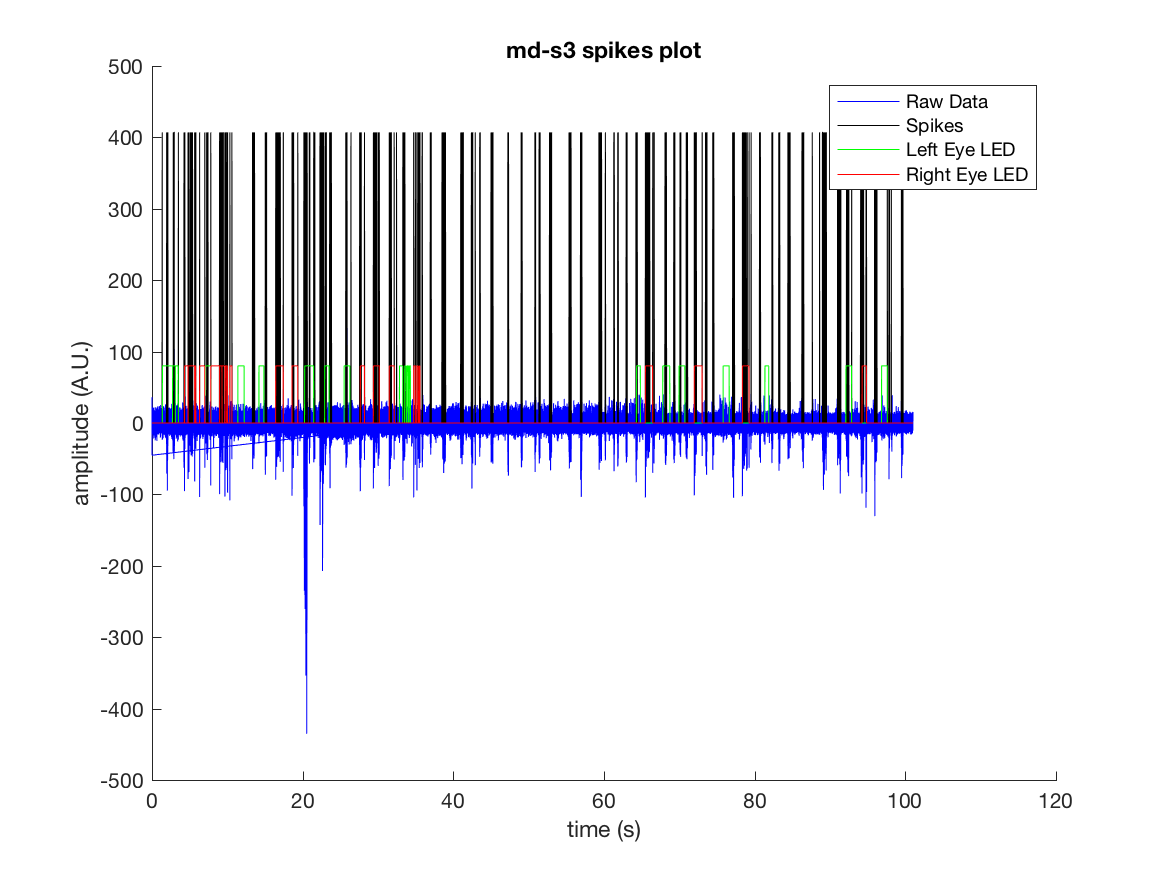 md-s3 spikes plot
500
400
300
200
100
0
-100
-200
-300
-400
-500
amplitude (A.U.)
Raw Data
Spikes
Left Eye LED
Right Eye LED
0
20
40
60
80
100
120
time (s)